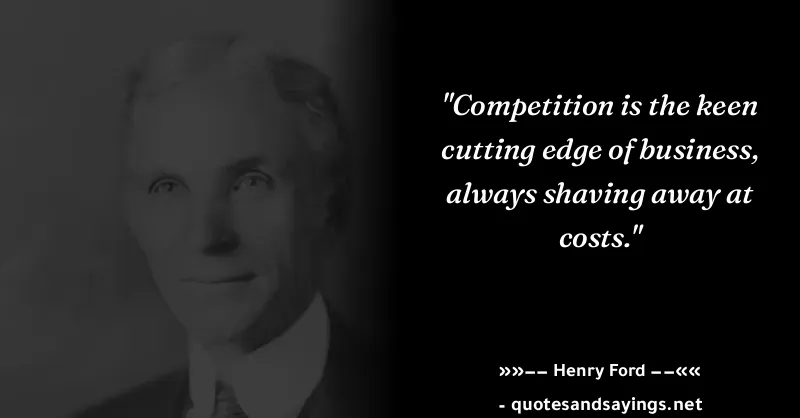 "Competition is the keen
cutting edge of business,
always shaving away at
costs."
»»−− Henry Ford −−««
- quotesandsayings.net